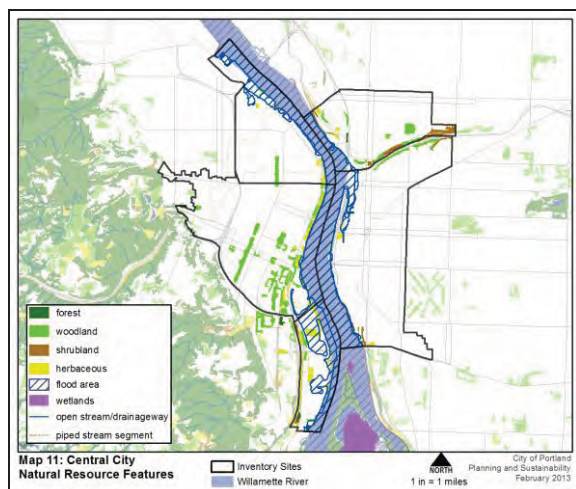 forest
woodland
shrubland
herbaceous
flood area
wetlands
open stream/drainageway
piped stream segment
Map 11: Central City
Natural Resource Features
Inventory Sites
Willamette River
NORTH
1 in = 1 miles
City of Portland
Planning and Sustainability
February 2013